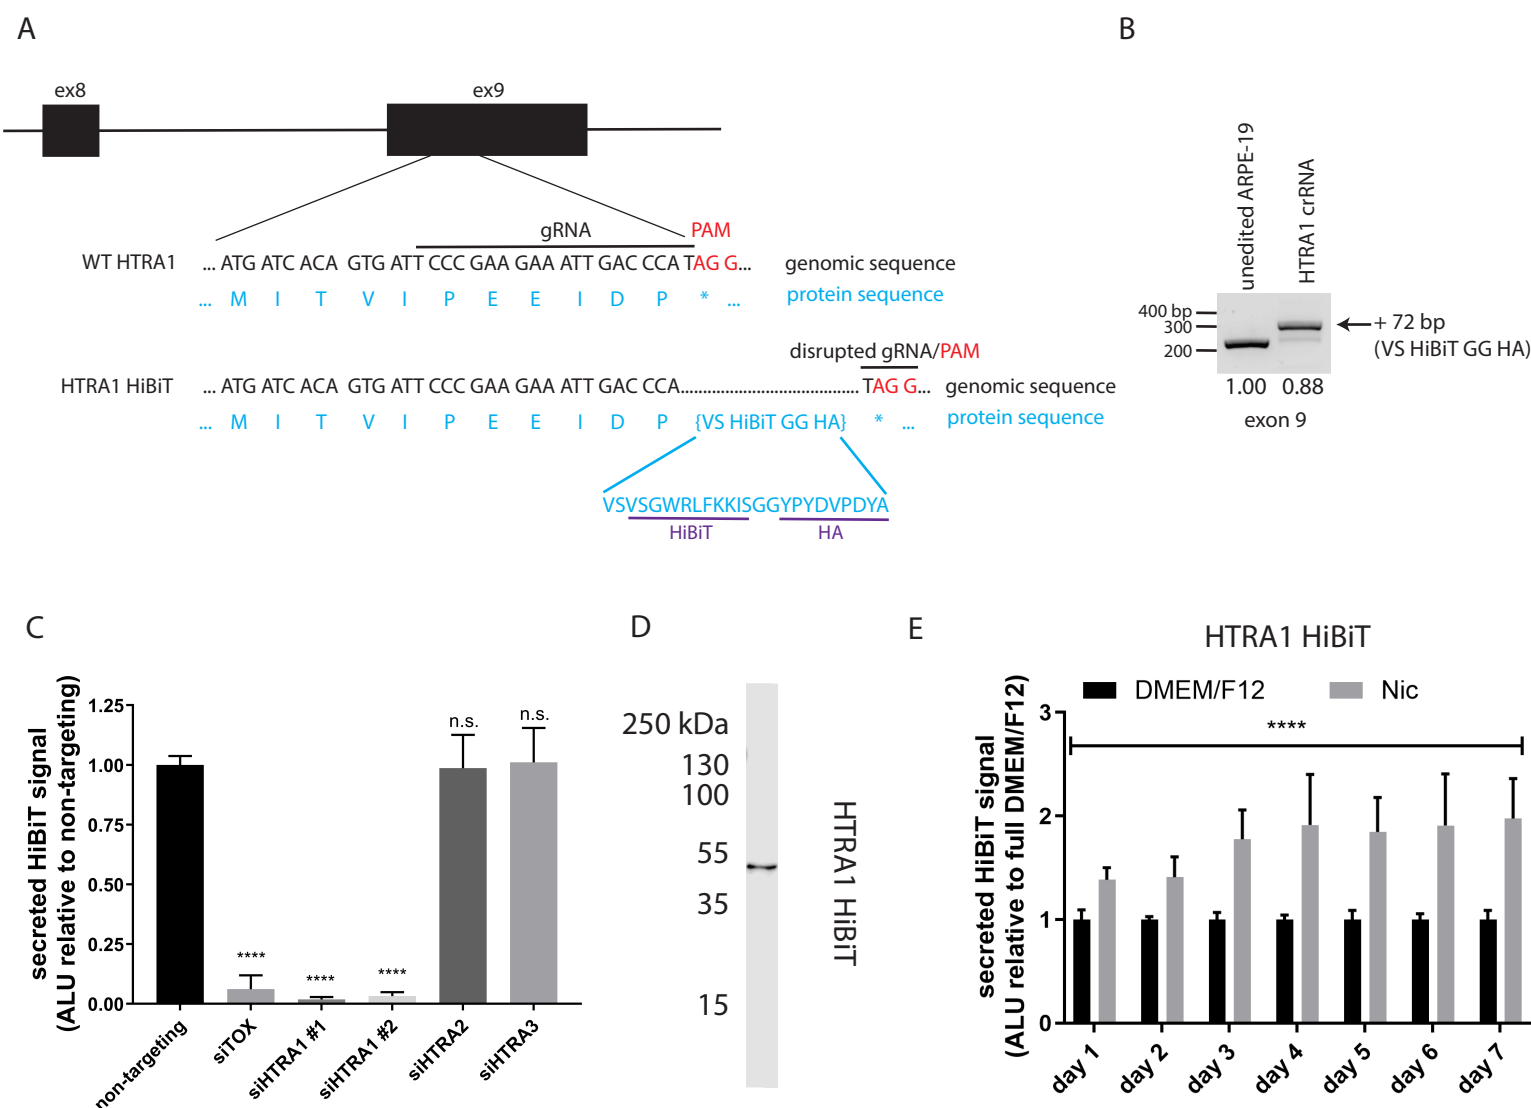 A
ex8
ex9
gRNA
PAM
WT HTRA1
... ATG ATC ACA GTG ATT CCC GAA GAA ATT GAC CCA TAG G...
genomic sequence
... M I T V I P E E I D P * ...
protein sequence
disrupted gRNA/PAM
HTRA1 HiBiT
... ATG ATC ACA GTG ATT CCC GAA GAA ATT GAC CCA....................................TAG G...
genomic sequence
... M I T V I P E E I D P {VS HiBiT GG HA} * ...
protein sequence
VSVSGWRLFKKISGGYPYDVPDYA
HiBiT
HA
B
unedited ARPE-19
HTRA1 crRNA
400 bp
300
200
+ 72 bp
(VS HiBiT GG HA)
1.00 0.88
exon 9
C
secreted HiBiT signal
(ALU relative to non-targeting)
1.25
1.00
0.75
0.50
0.25
0.00
****
****
****
n.s.
n.s.
non-targeting
siTOX
siHTRA1 #1
siHTRA1 #2
siHTRA2
siHTRA3
D
250 kDa
130
100
55
35
15
HTRA1 HiBiT
E
HTRA1 HiBiT
DMEM/F12
Nic
secreted HiBiT signal
(ALU relative to full DMEM/F12)
3
2
1
0
****
day 1
day 2
day 3
day 4
day 5
day 6
day 7